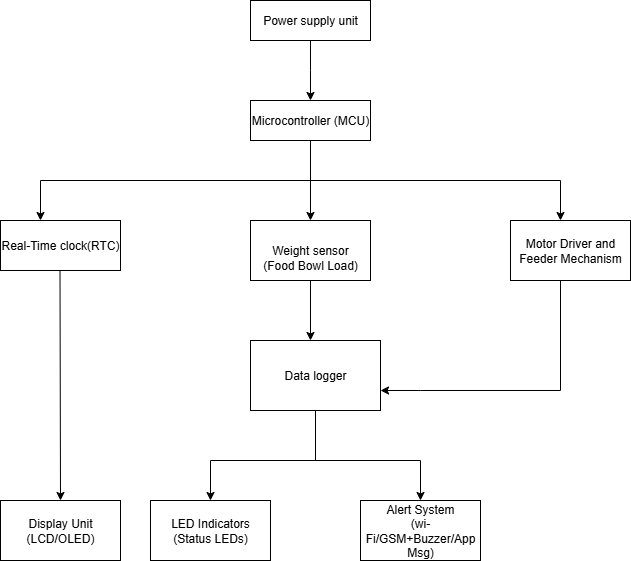 Power supply unit
Microcontroller (MCU)
Real-Time clock(RTC)
Weight sensor
(Food Bowl Load)
Motor Driver and
Feeder Mechanism
Data logger
Display Unit
(LCD/OLED)
LED Indicators
(Status LEDs)
Alert System
(wi-
Fi/GSM+Buzzer/App
Msg)